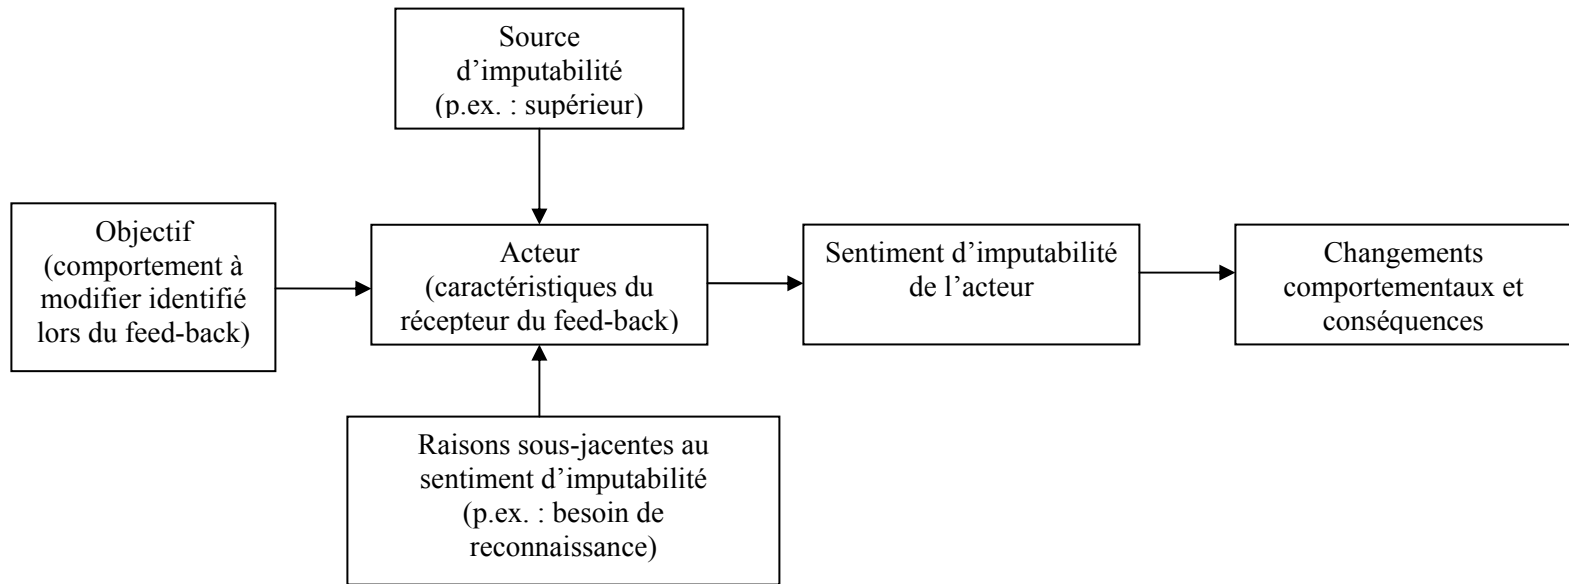 Source
d’imputabilité
(p.ex. : supérieur)
Objectif
(comportement à
modifier identifié
lors du feed-back)
Acteur
(caractéristiques du
récepteur du feed-back)
Sentiment d’imputabilité
de l’acteur
Changements
comportementaux et
conséquences
Raisons sous-jacentes au
sentiment d’imputabilité
(p.ex. : besoin de
reconnaissance)